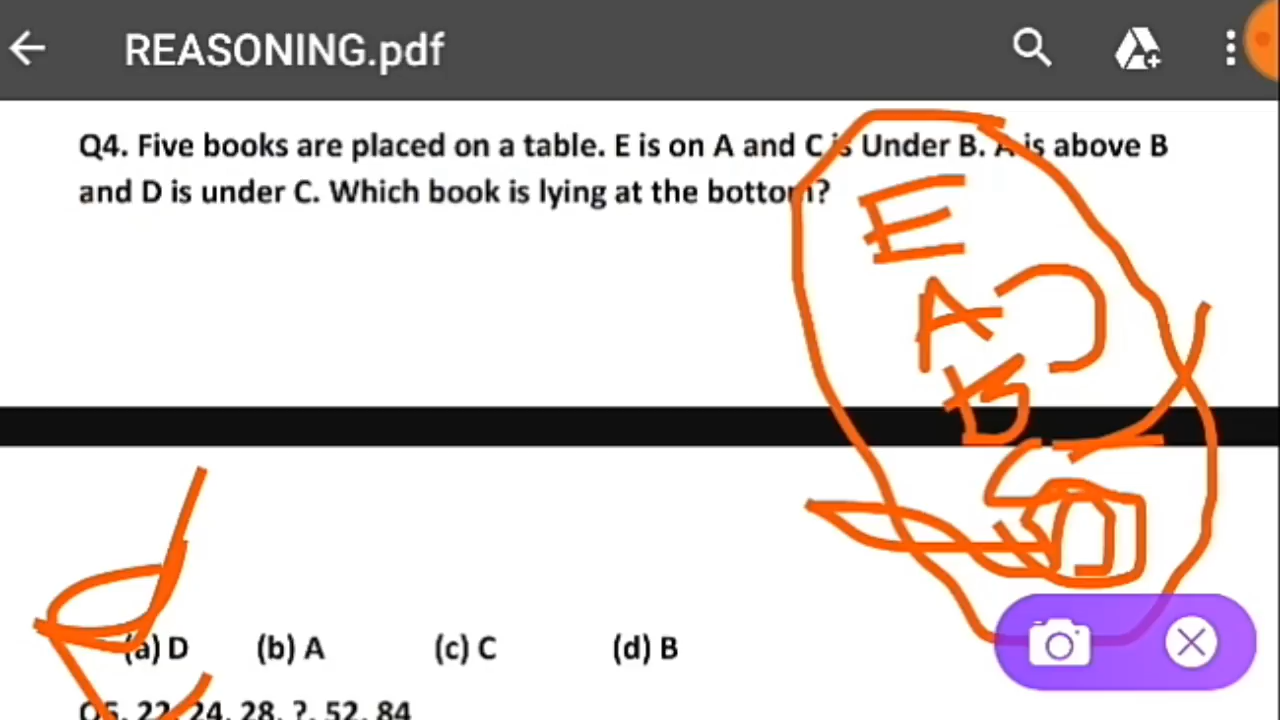 REASONING.pdf
Q4. Five books are placed on a table. E is on A and C is Under B. A is above B
and D is under C. Which book is lying at the bottom?
E
A
B
C
D
(a) D (b) A (c) C (d) B
Q5. 22, 24, 28, ?, 52, 84